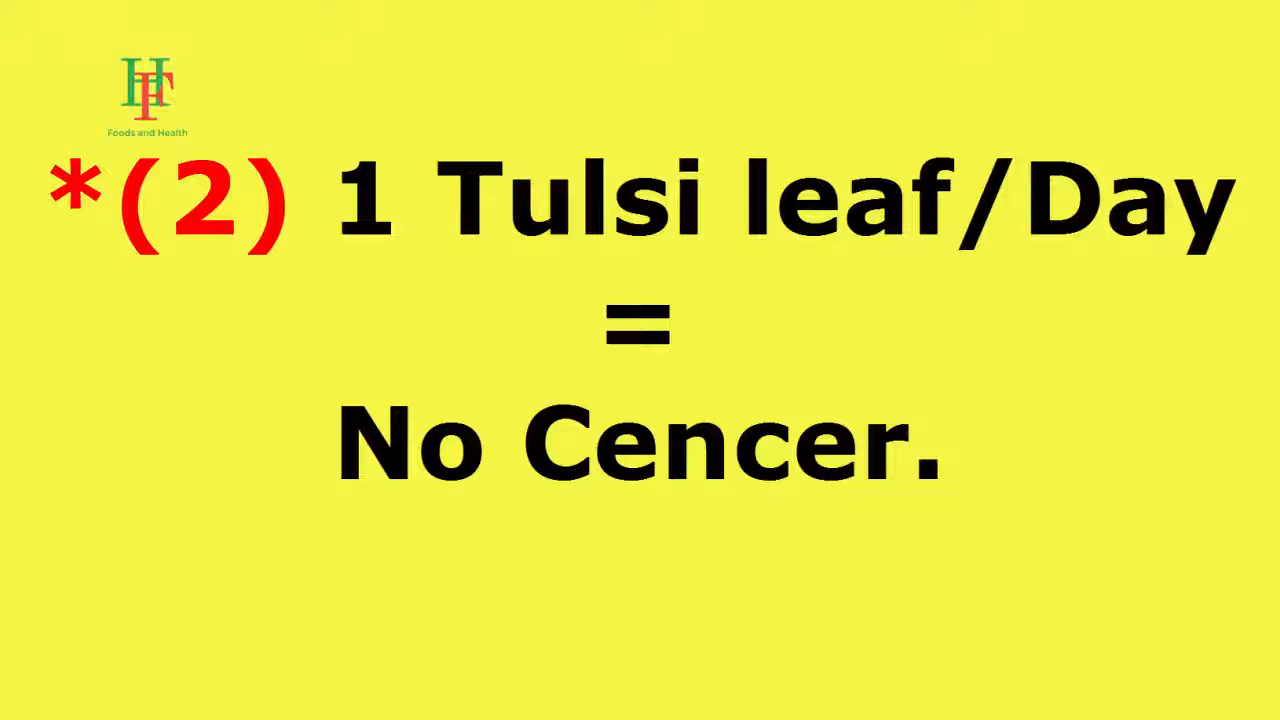 HF
Foods and Health
*(2) 1 Tulsi leaf/Day
=
No Cencer.